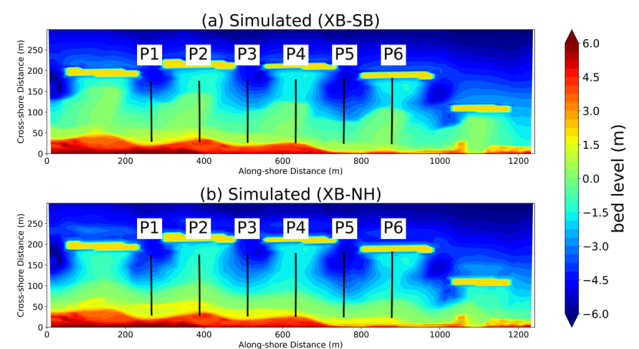 (a) Simulated (XB-SB)
P1 P2 P3 P4 P5 P6
Cross-shore Distance (m)
250
200
150
100
50
0
0 200 400 600 800 1000 1200
Along-shore Distance (m)
(b) Simulated (XB-NH)
P1 P2 P3 P4 P5 P6
Cross-shore Distance (m)
250
200
150
100
50
0
0 200 400 600 800 1000 1200
Along-shore Distance (m)
6.0
4.5
3.0
1.5
0.0
−1.5
−3.0
−4.5
−6.0
bed level (m)